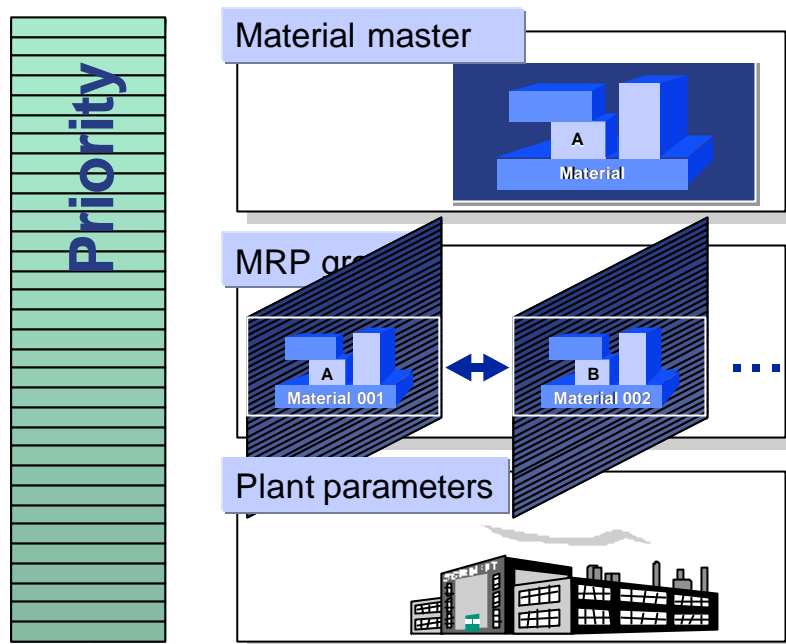 Priority
Material master
A
Material
MRP gr
A
Material 001
B
Material 002
Plant parameters